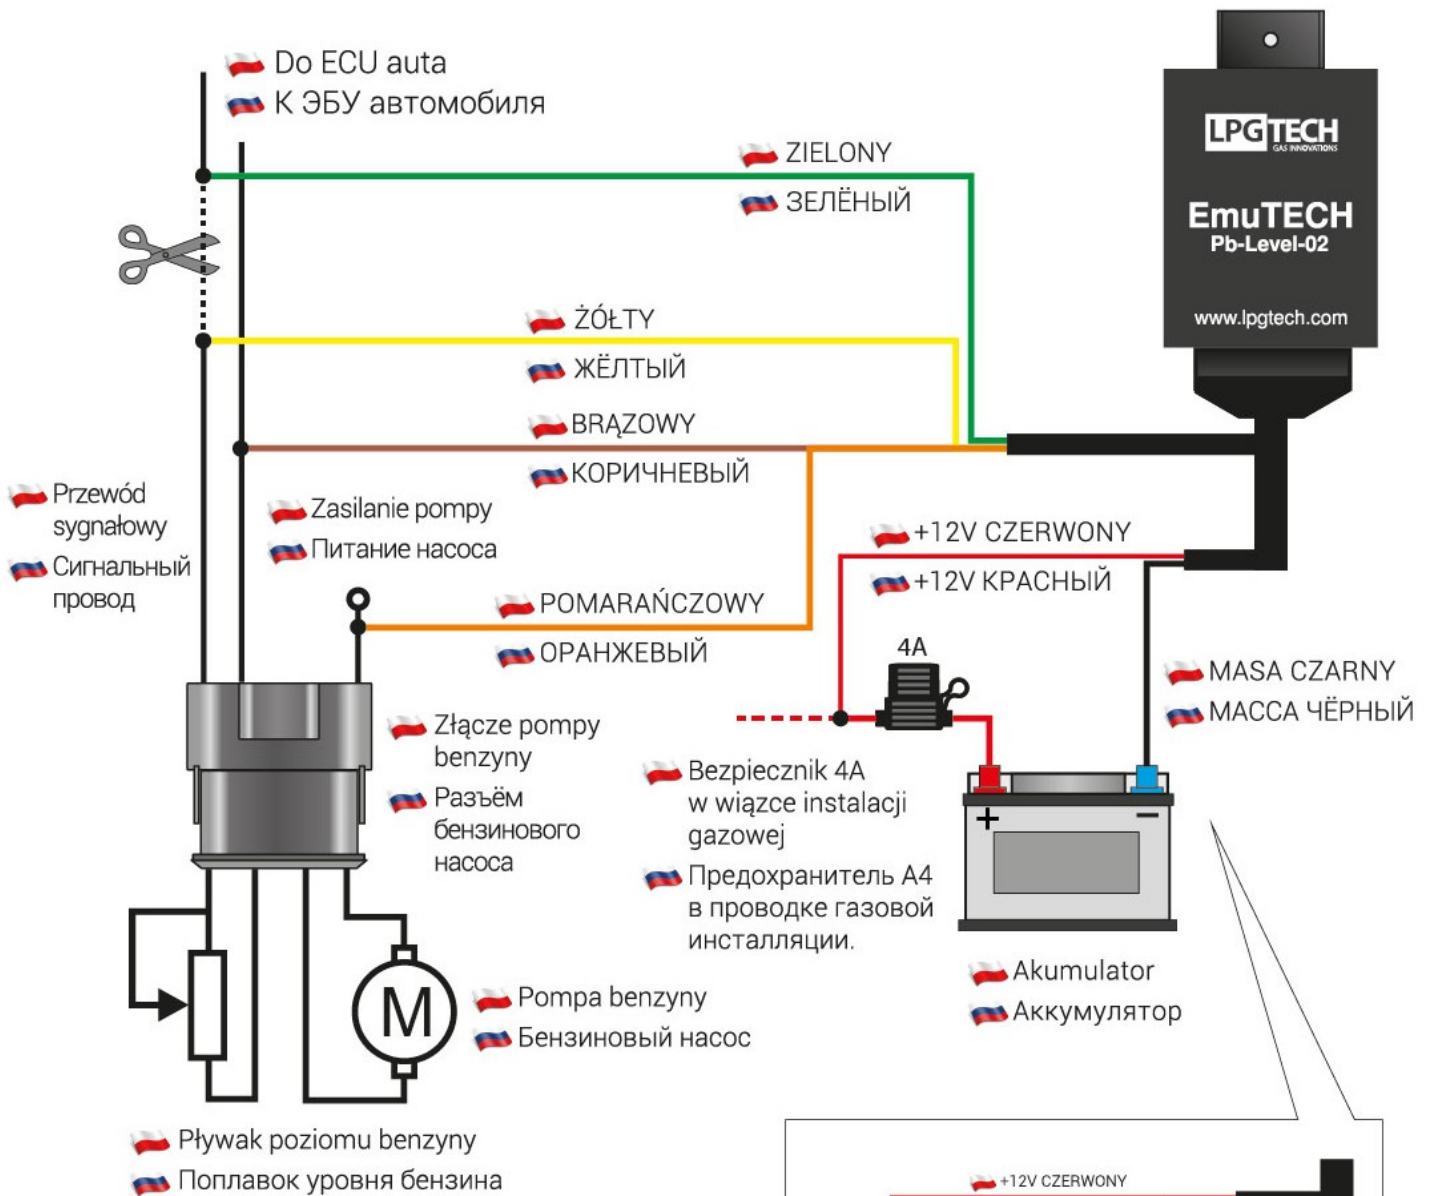 Do ECU auta
К ЭБУ автомобиля
LPGTECH
GAS INNOVATIONS
EmuTECH
Pb-Level-02
www.lpgtech.com
ZIELONY
ЗЕЛЁНЫЙ
ŻÓŁTY
ЖЁЛТЫЙ
BRĄZOWY
КОРИЧНЕВЫЙ
Przewód
sygnałowy
Сигнальный
провод
Zasilanie pompy
Питание насоса
+12V CZERWONY
+12V КРАСНЫЙ
POMARAŃCZOWY
ОРАНЖЕВЫЙ
4A
MASA CZARNY
МАССА ЧЁРНЫЙ
Złącze pompy
benzyny
Разъём
бензинового
насоса
Bezpiecznik 4A
w wiązce instalacji
gazowej
Предохранитель А4
в проводке газовой
инсталляции.
+
−
Akumulator
Аккумулятор
M
Pompa benzyny
Бензиновый насос
Pływak poziomu benzyny
Поплавок уровня бензина
+12V CZERWONY